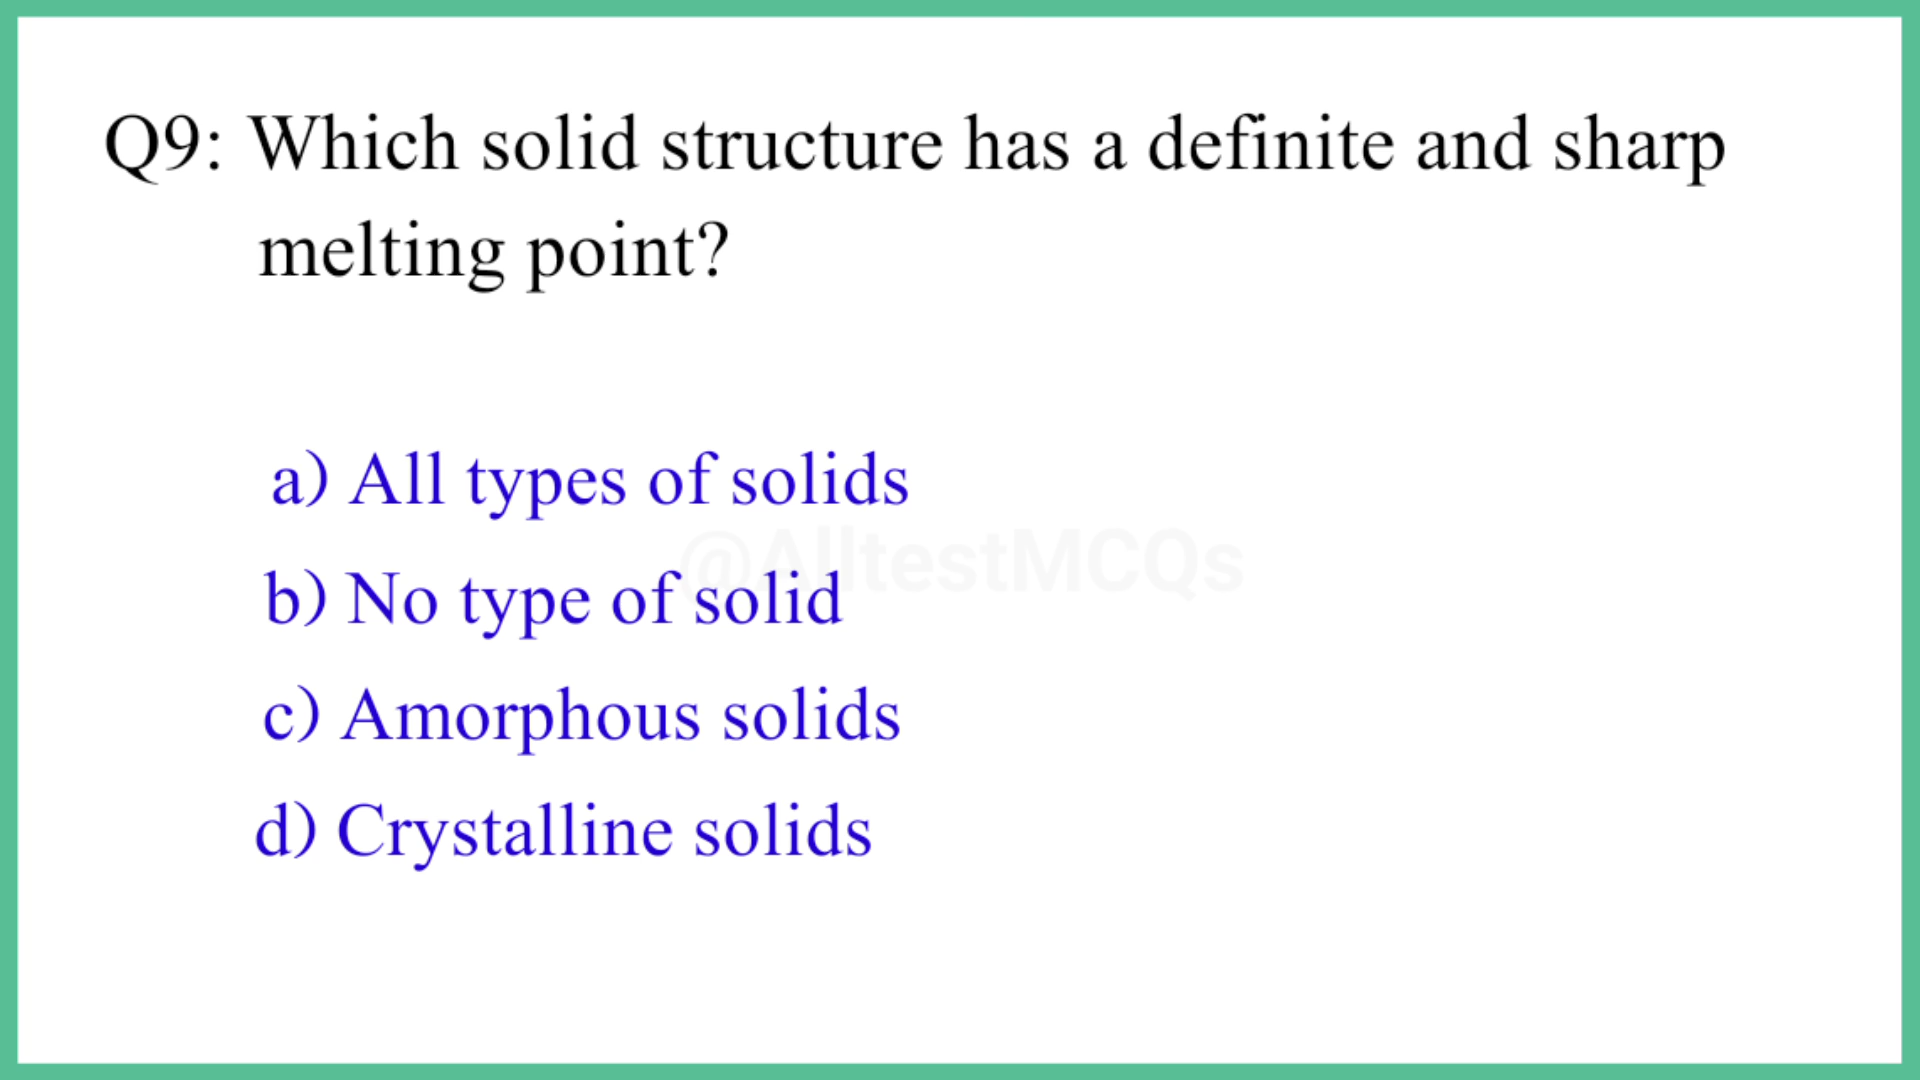 Q9: Which solid structure has a definite and sharp
melting point?
a) All types of solids
@AlltestMCQs
b) No type of solid
c) Amorphous solids
d) Crystalline solids